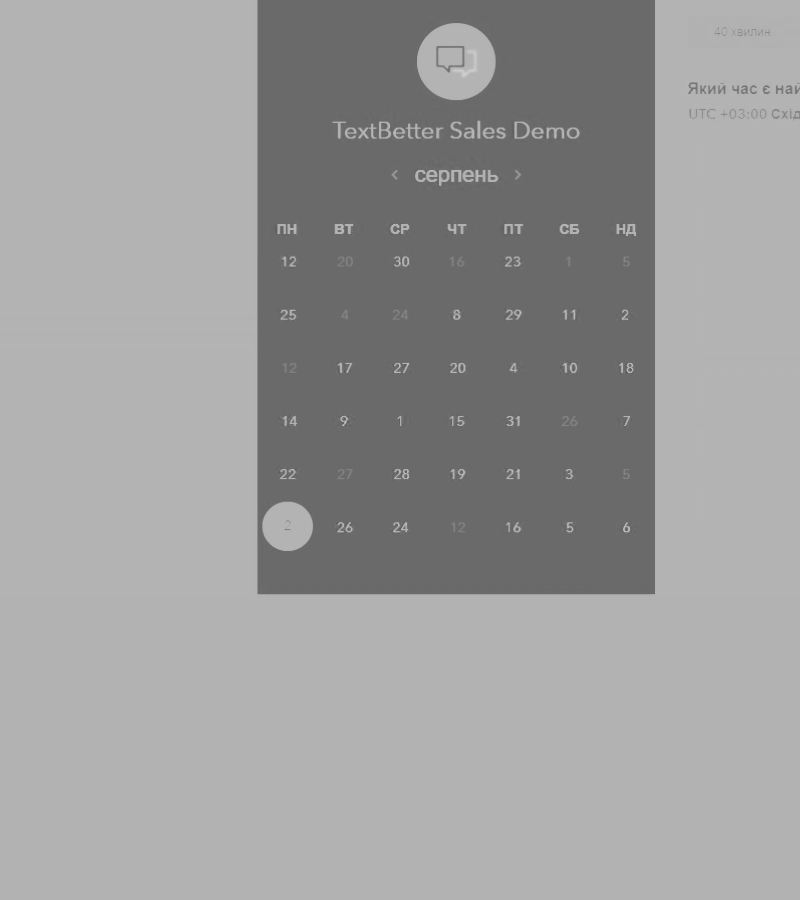 40 хвилин
TextBetter Sales Demo
Який час є най
UTC +03:00 Схід
серпень
ПН ВТ СР ЧТ ПТ СБ НД
12 20 30 16 23 1 5
25 4 24 8 29 11 2
12 17 27 20 4 10 18
14 9 1 15 31 26 7
22 27 28 19 21 3 5
2 26 24 12 16 5 6